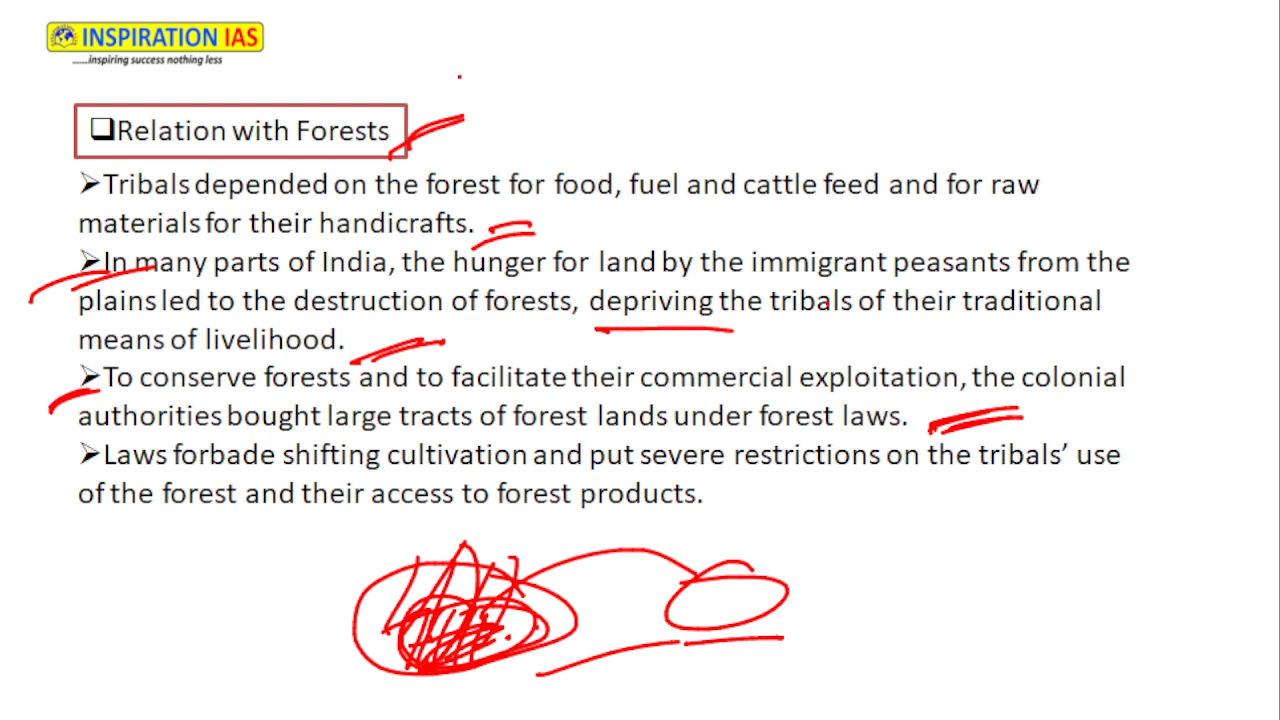 INSPIRATION IAS
......inspiring success nothing less
❑Relation with Forests
➢Tribals depended on the forest for food, fuel and cattle feed and for raw
materials for their handicrafts.
➢In many parts of India, the hunger for land by the immigrant peasants from the
plains led to the destruction of forests, depriving the tribals of their traditional
means of livelihood.
➢To conserve forests and to facilitate their commercial exploitation, the colonial
authorities bought large tracts of forest lands under forest laws.
➢Laws forbade shifting cultivation and put severe restrictions on the tribals’ use
of the forest and their access to forest products.